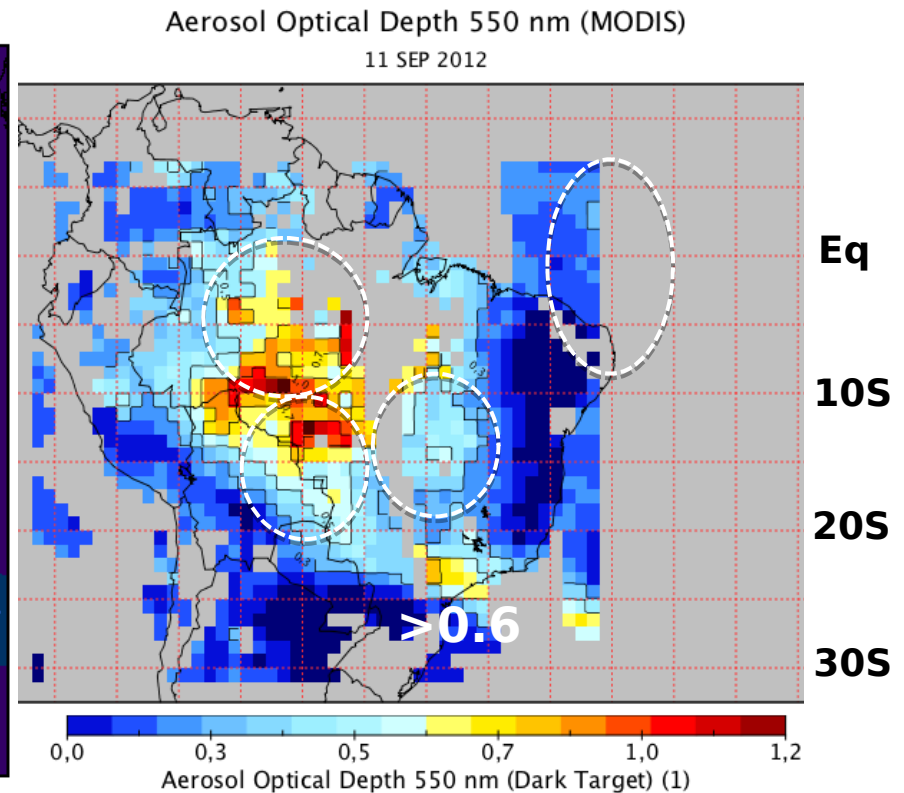 Aerosol Optical Depth 550 nm (MODIS)
11 SEP 2012
Eq
10S
20S
>0.6
30S
0,0 0,3 0,5 0,7 1,0 1,2
Aerosol Optical Depth 550 nm (Dark Target) (1)